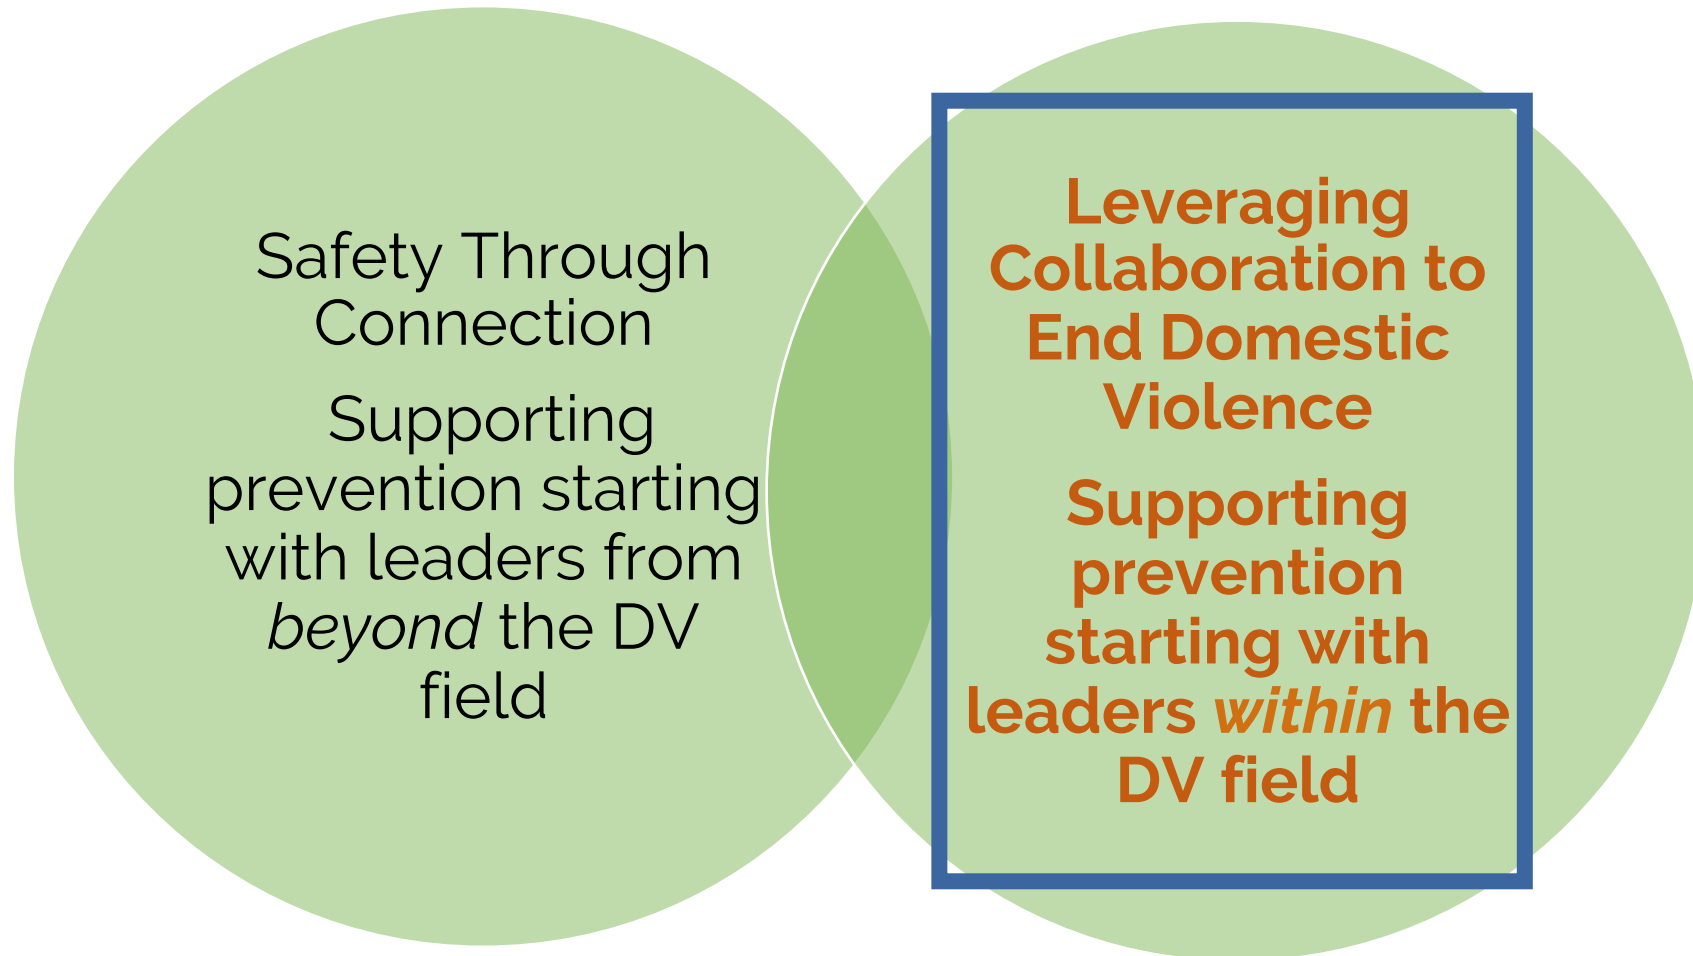 Safety Through
Connection
Supporting
prevention starting
with leaders from
beyond the DV
field
Leveraging
Collaboration to
End Domestic
Violence
Supporting
prevention
starting with
leaders within the
DV field